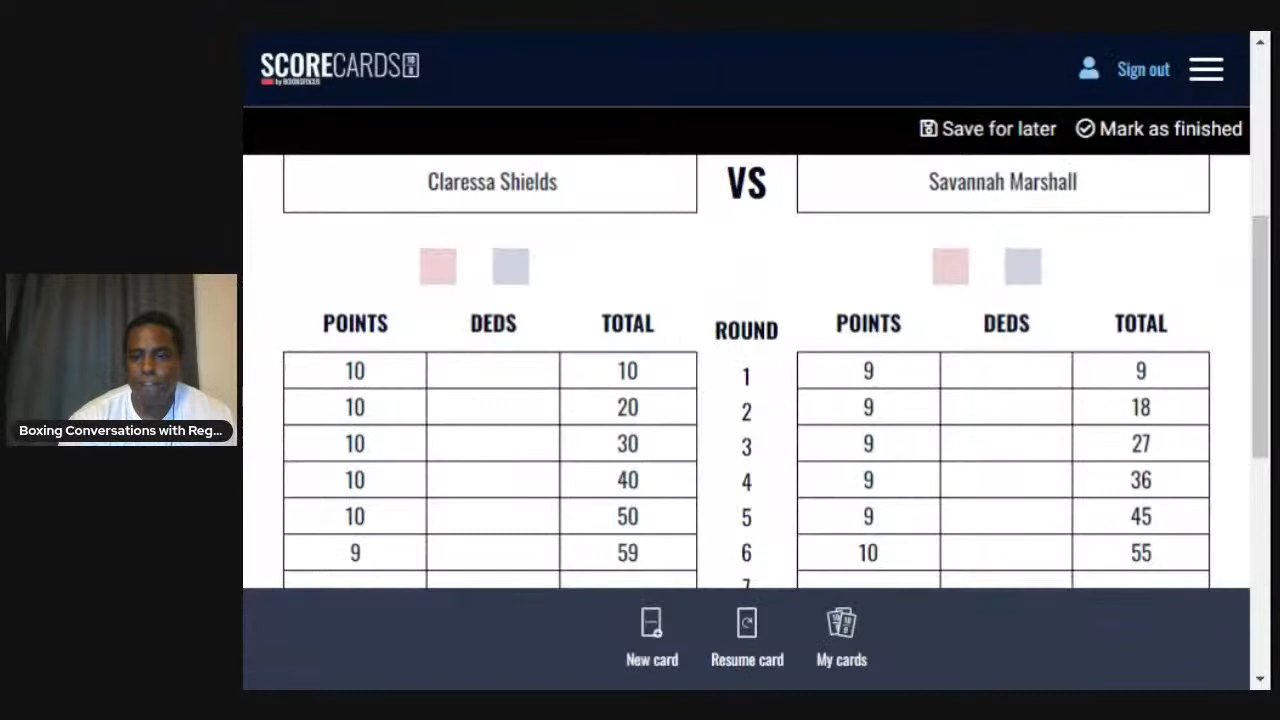 SCORECARDS
by BOXINGFOCUS
Sign out
Save for later
Mark as finished
Claressa Shields
VS
Savannah Marshall
POINTS DEDS TOTAL ROUND POINTS DEDS TOTAL
10 10 1 9 9
10 20 2 9 18
10 30 3 9 27
10 40 4 9 36
10 50 5 9 45
9 59 6 10 55
7
New card
Resume card
My cards
Boxing Conversations with Reg...